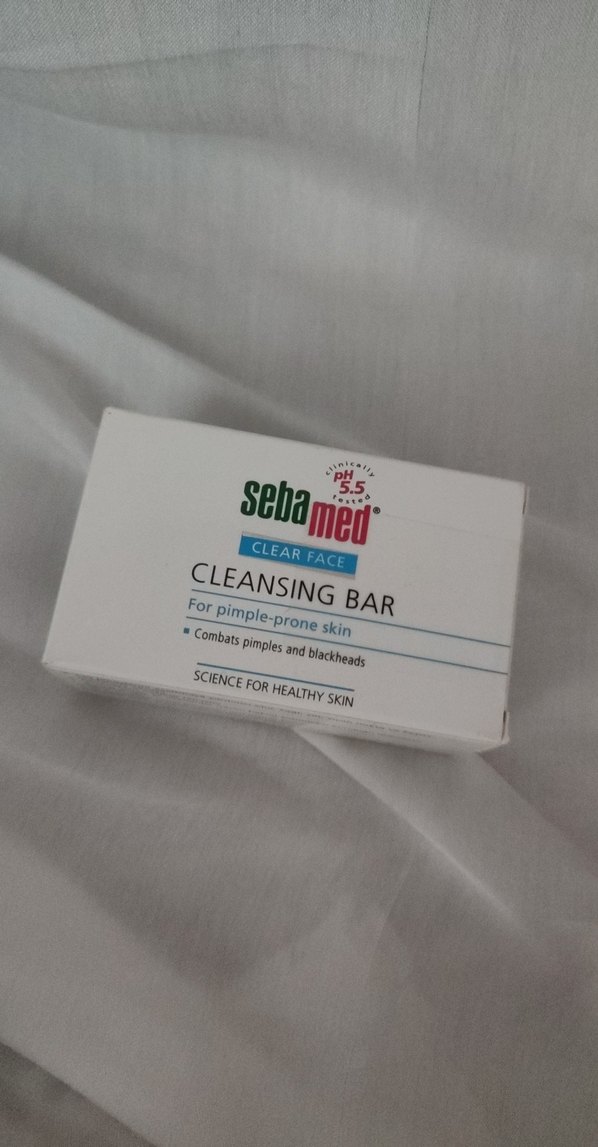 clinically
pH
5.5
tested
sebamed®
CLEAR FACE
CLEANSING BAR
For pimple-prone skin
▪ Combats pimples and blackheads
SCIENCE FOR HEALTHY SKIN